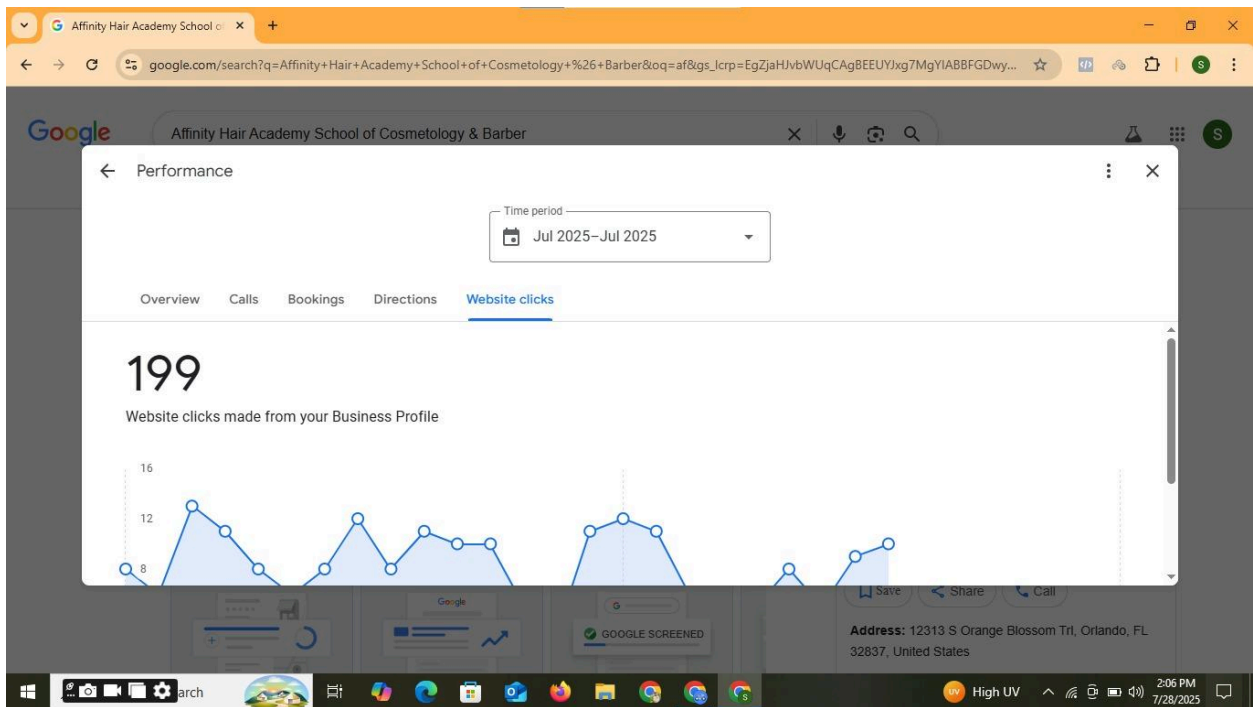 Affinity Hair Academy School o
google.com/search?q=Affinity+Hair+Academy+School+of+Cosmetology+%26+Barber&oq=af&gs_lcrp=EgZjaHJvbWUqCAgBEEUYJxg7MgYIABBFGDwy...
S
Google
Affinity Hair Academy School of Cosmetology & Barber
S
Performance
Time period
Jul 2025–Jul 2025
Overview
Calls
Bookings
Directions
Website clicks
199
Website clicks made from your Business Profile
16
12
8
Google
G
GOOGLE SCREENED
Save
Share
Call
Address: 12313 S Orange Blossom Trl, Orlando, FL
32837, United States
arch
S
UV
High UV
2:06 PM
7/28/2025